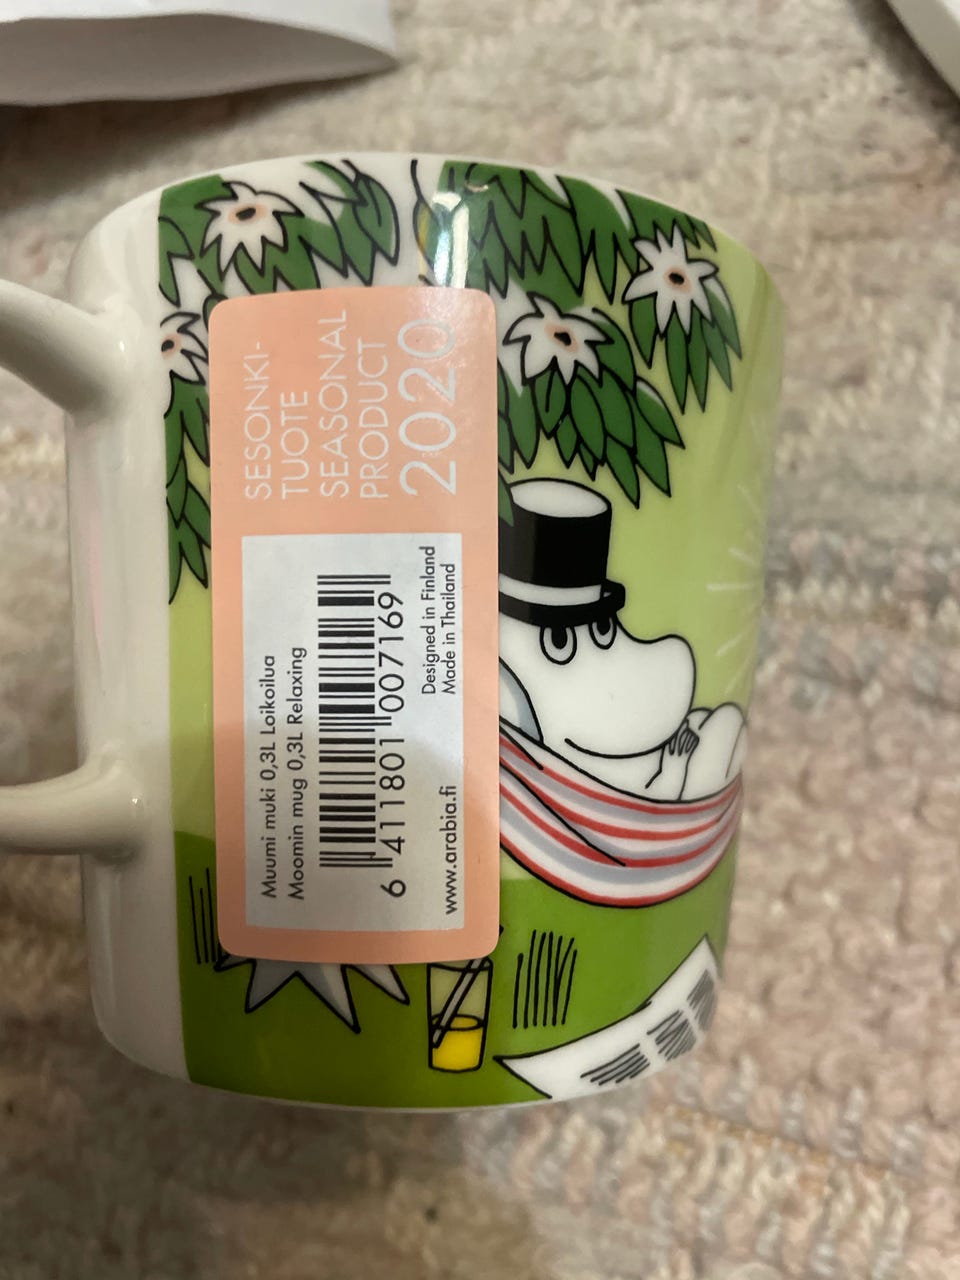 SESONKI-
TUOTE
SEASONAL
PRODUCT
2020
Muumi muki 0,3L Loikoilua
Moomin mug 0,3L Relaxing
6 411801 007169
Designed in Finland
www.arabia.fi Made in Thailand